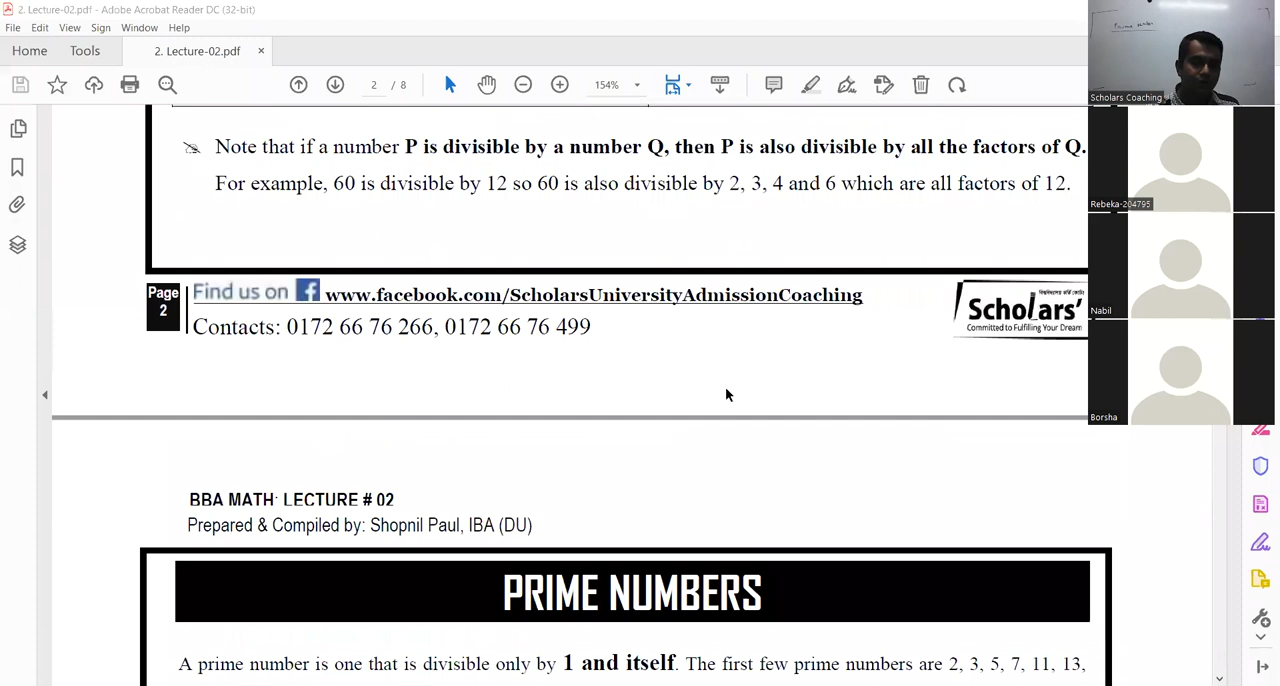 2. Lecture-02.pdf - Adobe Acrobat Reader DC (32-bit)
File Edit View Sign Window Help
Home Tools 2. Lecture-02.pdf ×
2 / 8 154%
Note that if a number P is divisible by a number Q, then P is also divisible by all the factors of Q.
For example, 60 is divisible by 12 so 60 is also divisible by 2, 3, 4 and 6 which are all factors of 12.
Page
2
Find us on f www.facebook.com/ScholarsUniversityAdmissionCoaching
Contacts: 0172 66 76 266, 0172 66 76 499
Scholars'
Committed to Fulfilling Your Dream
BBA MATH: LECTURE # 02
Prepared & Compiled by: Shopnil Paul, IBA (DU)
PRIME NUMBERS
A prime number is one that is divisible only by 1 and itself. The first few prime numbers are 2, 3, 5, 7, 11, 13,
Scholars Coaching
Rebeka-204795
Nabil
Borsha